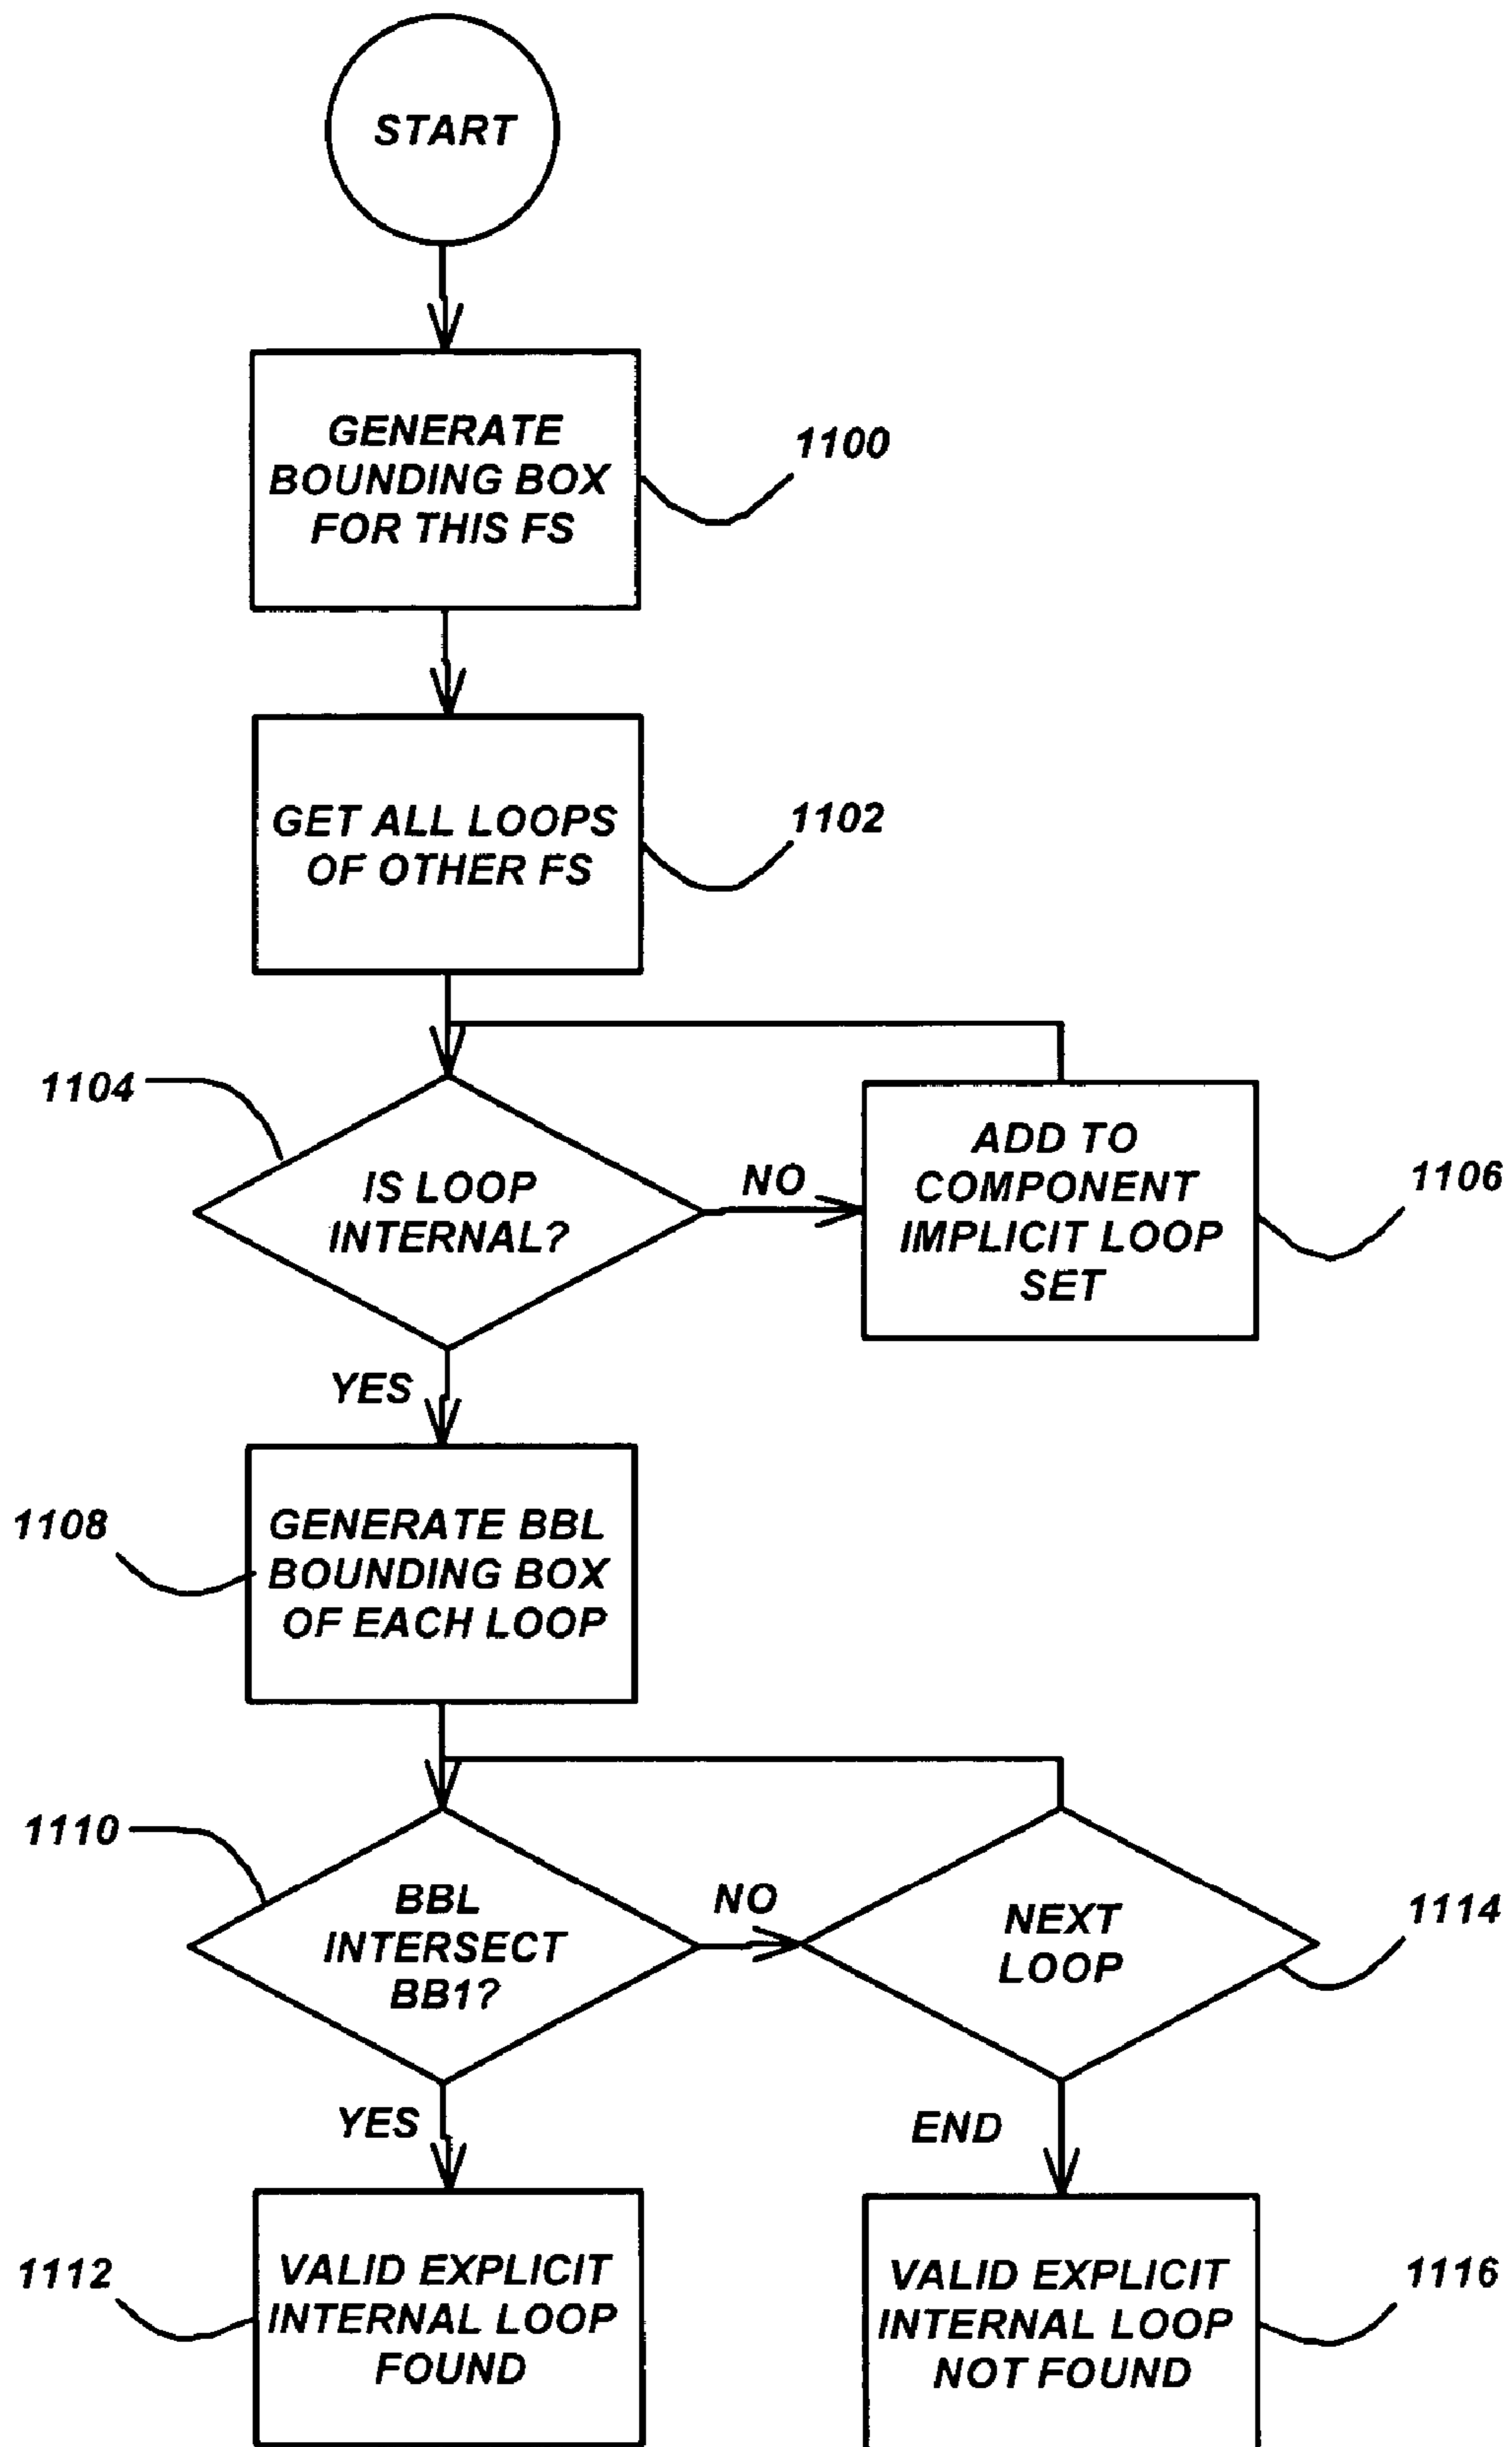 START
GENERATE
BOUNDING BOX
FOR THIS FS
1100
GET ALL LOOPS
OF OTHER FS
1102
1104
IS LOOP
INTERNAL?
NO
ADD TO
COMPONENT
IMPLICIT LOOP
SET
1106
YES
1108
GENERATE BBL
BOUNDING BOX
OF EACH LOOP
1110
BBL
INTERSECT
BB1?
NO
NEXT
LOOP
1114
YES
END
1112
VALID EXPLICIT
INTERNAL LOOP
FOUND
VALID EXPLICIT
INTERNAL LOOP
NOT FOUND
1116